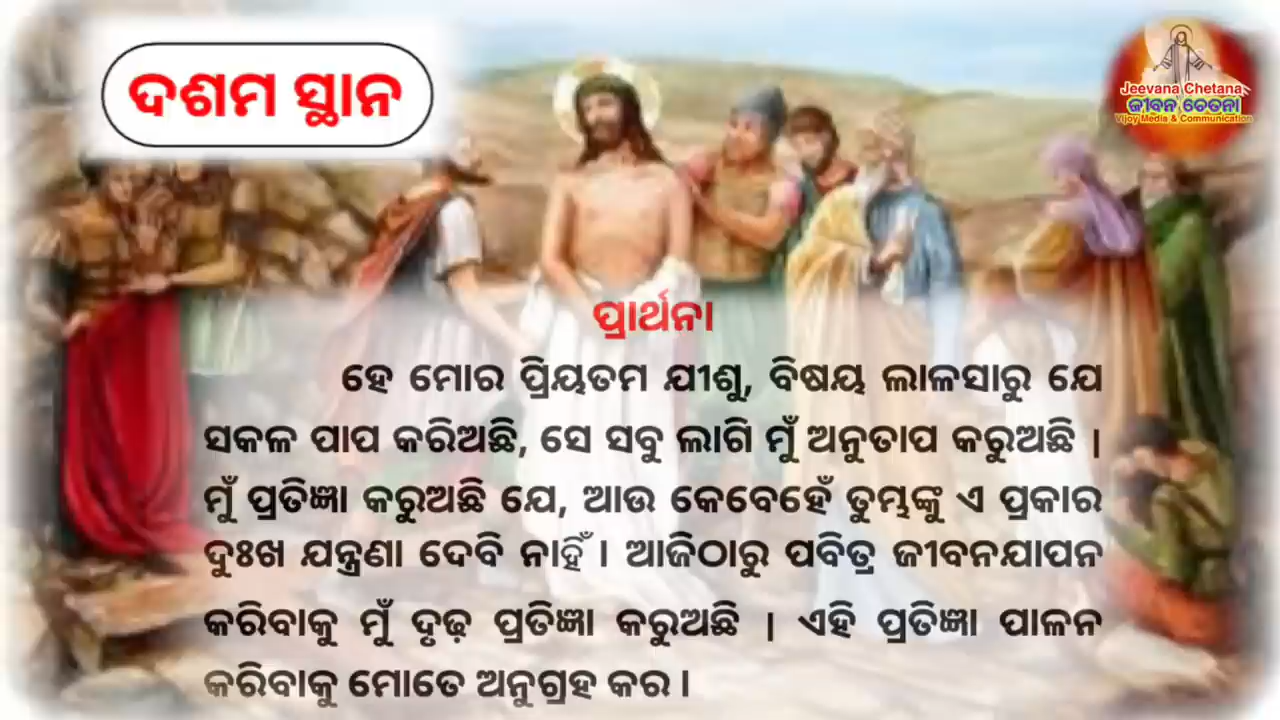 ଦଶମ ସ୍ଥାନ
Jeevana Chetana
ଜୀବନ ଚେତନା
Vijoy Media & Communication
ପ୍ରାର୍ଥନା
ହେ ମୋର ପ୍ରିୟତମ ଯୀଶୁ, ବିଷୟ ଲାଳସାରୁ ଯେ
ସକଳ ପାପ କରିଅଛି, ସେ ସବୁ ଲାଗି ମୁଁ ଅନୁତାପ କରୁଅଛି ।
ମୁଁ ପ୍ରତିଜ୍ଞା କରୁଅଛି ଯେ, ଆଉ କେବେହେଁ ତୁମ୍ଭଙ୍କୁ ଏ ପ୍ରକାର
ଦୁଃଖ ଯନ୍ତ୍ରଣା ଦେବି ନାହିଁ । ଆଜିଠାରୁ ପବିତ୍ର ଜୀବନଯାପନ
କରିବାକୁ ମୁଁ ଦୃଢ଼ ପ୍ରତିଜ୍ଞା କରୁଅଛି । ଏହି ପ୍ରତିଜ୍ଞା ପାଳନ
କରିବାକୁ ମୋତେ ଅନୁଗ୍ରହ କର ।